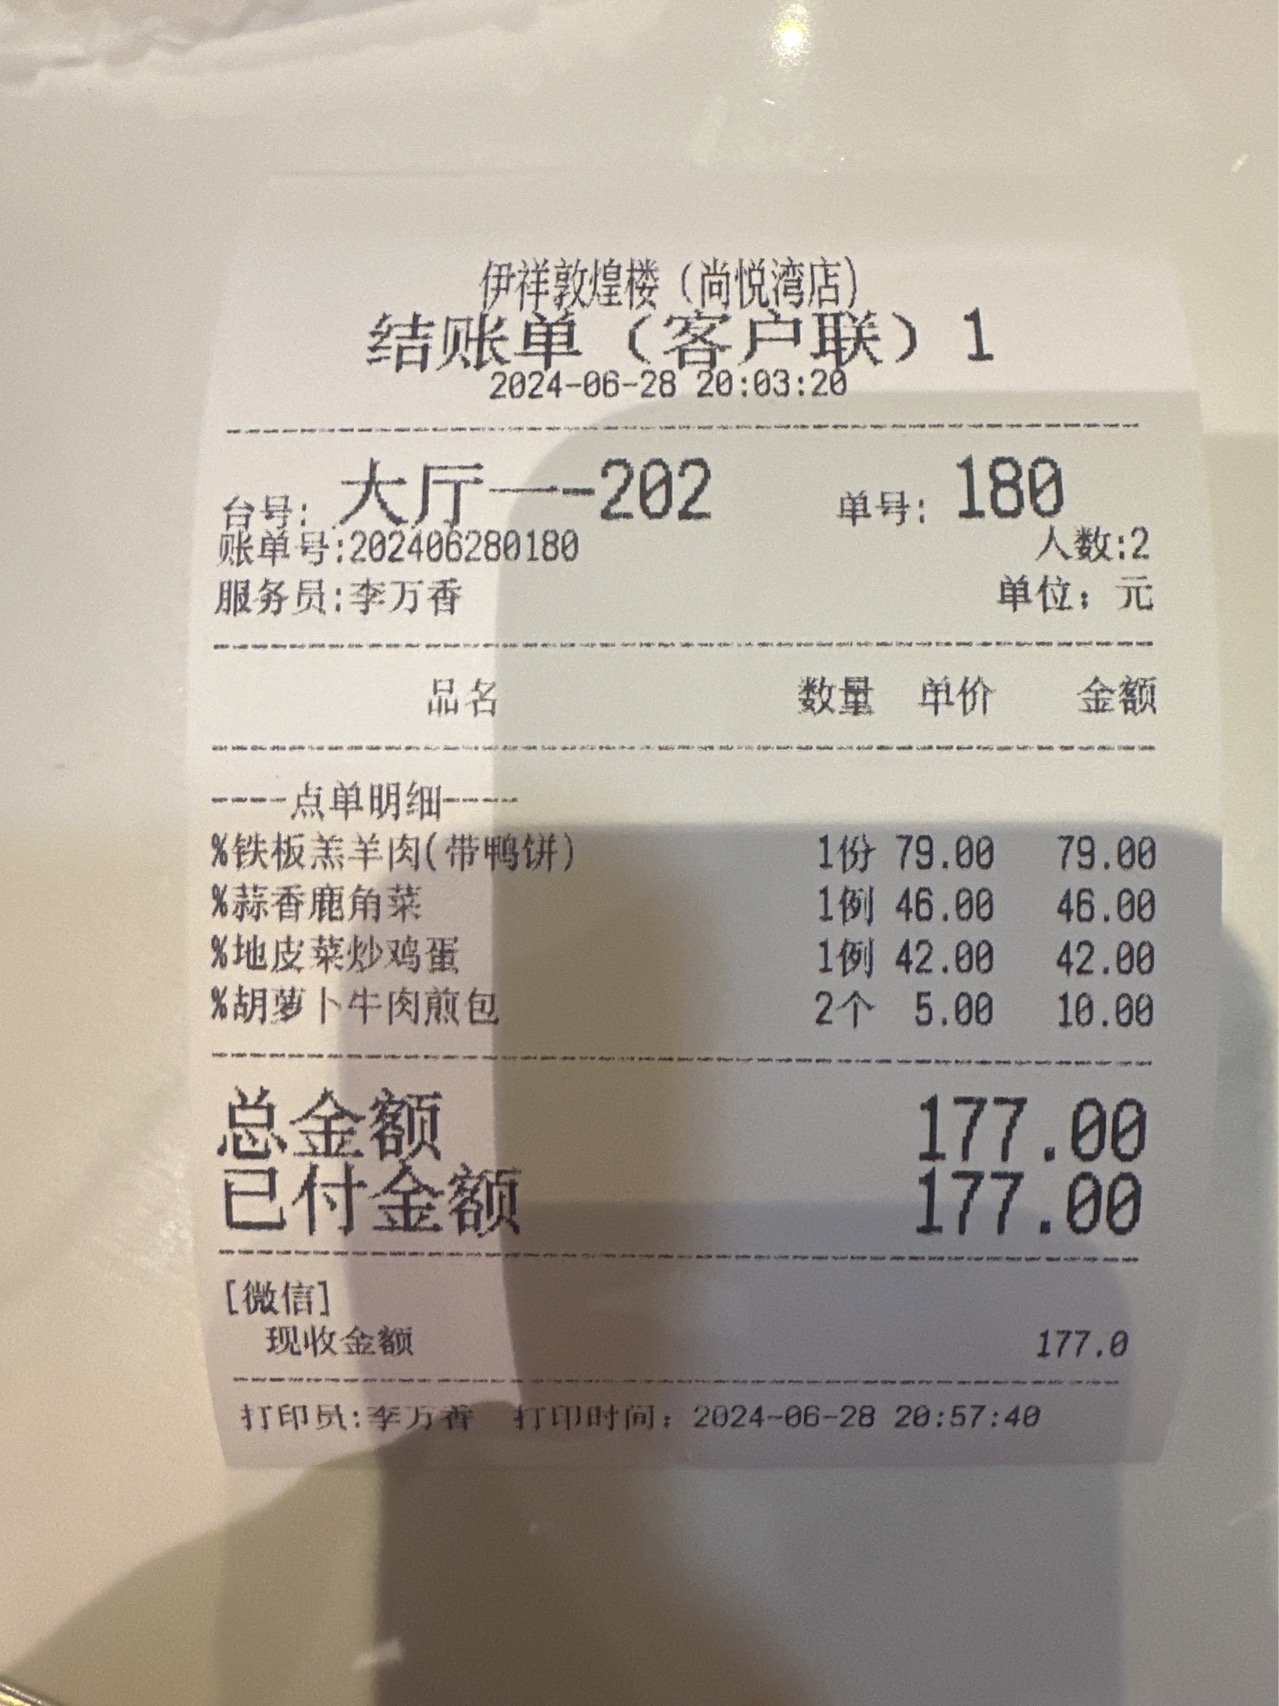 伊祥敦煌楼（尚悦湾店）
结账单（客户联）1
2024-06-28 20:03:20
台号: 大厅一--202 单号: 180
账单号:202406280180 人数:2
服务员:李万香 单位: 元
品名 数量 单价 金额
----点单明细----
%铁板羔羊肉(带鸭饼) 1份 79.00 79.00
%蒜香鹿角菜 1例 46.00 46.00
%地皮菜炒鸡蛋 1例 42.00 42.00
%胡萝卜牛肉煎包 2个 5.00 10.00
总金额 177.00
已付金额 177.00
[微信]
现收金额 177.0
打印员:李万香 打印时间: 2024-06-28 20:57:40